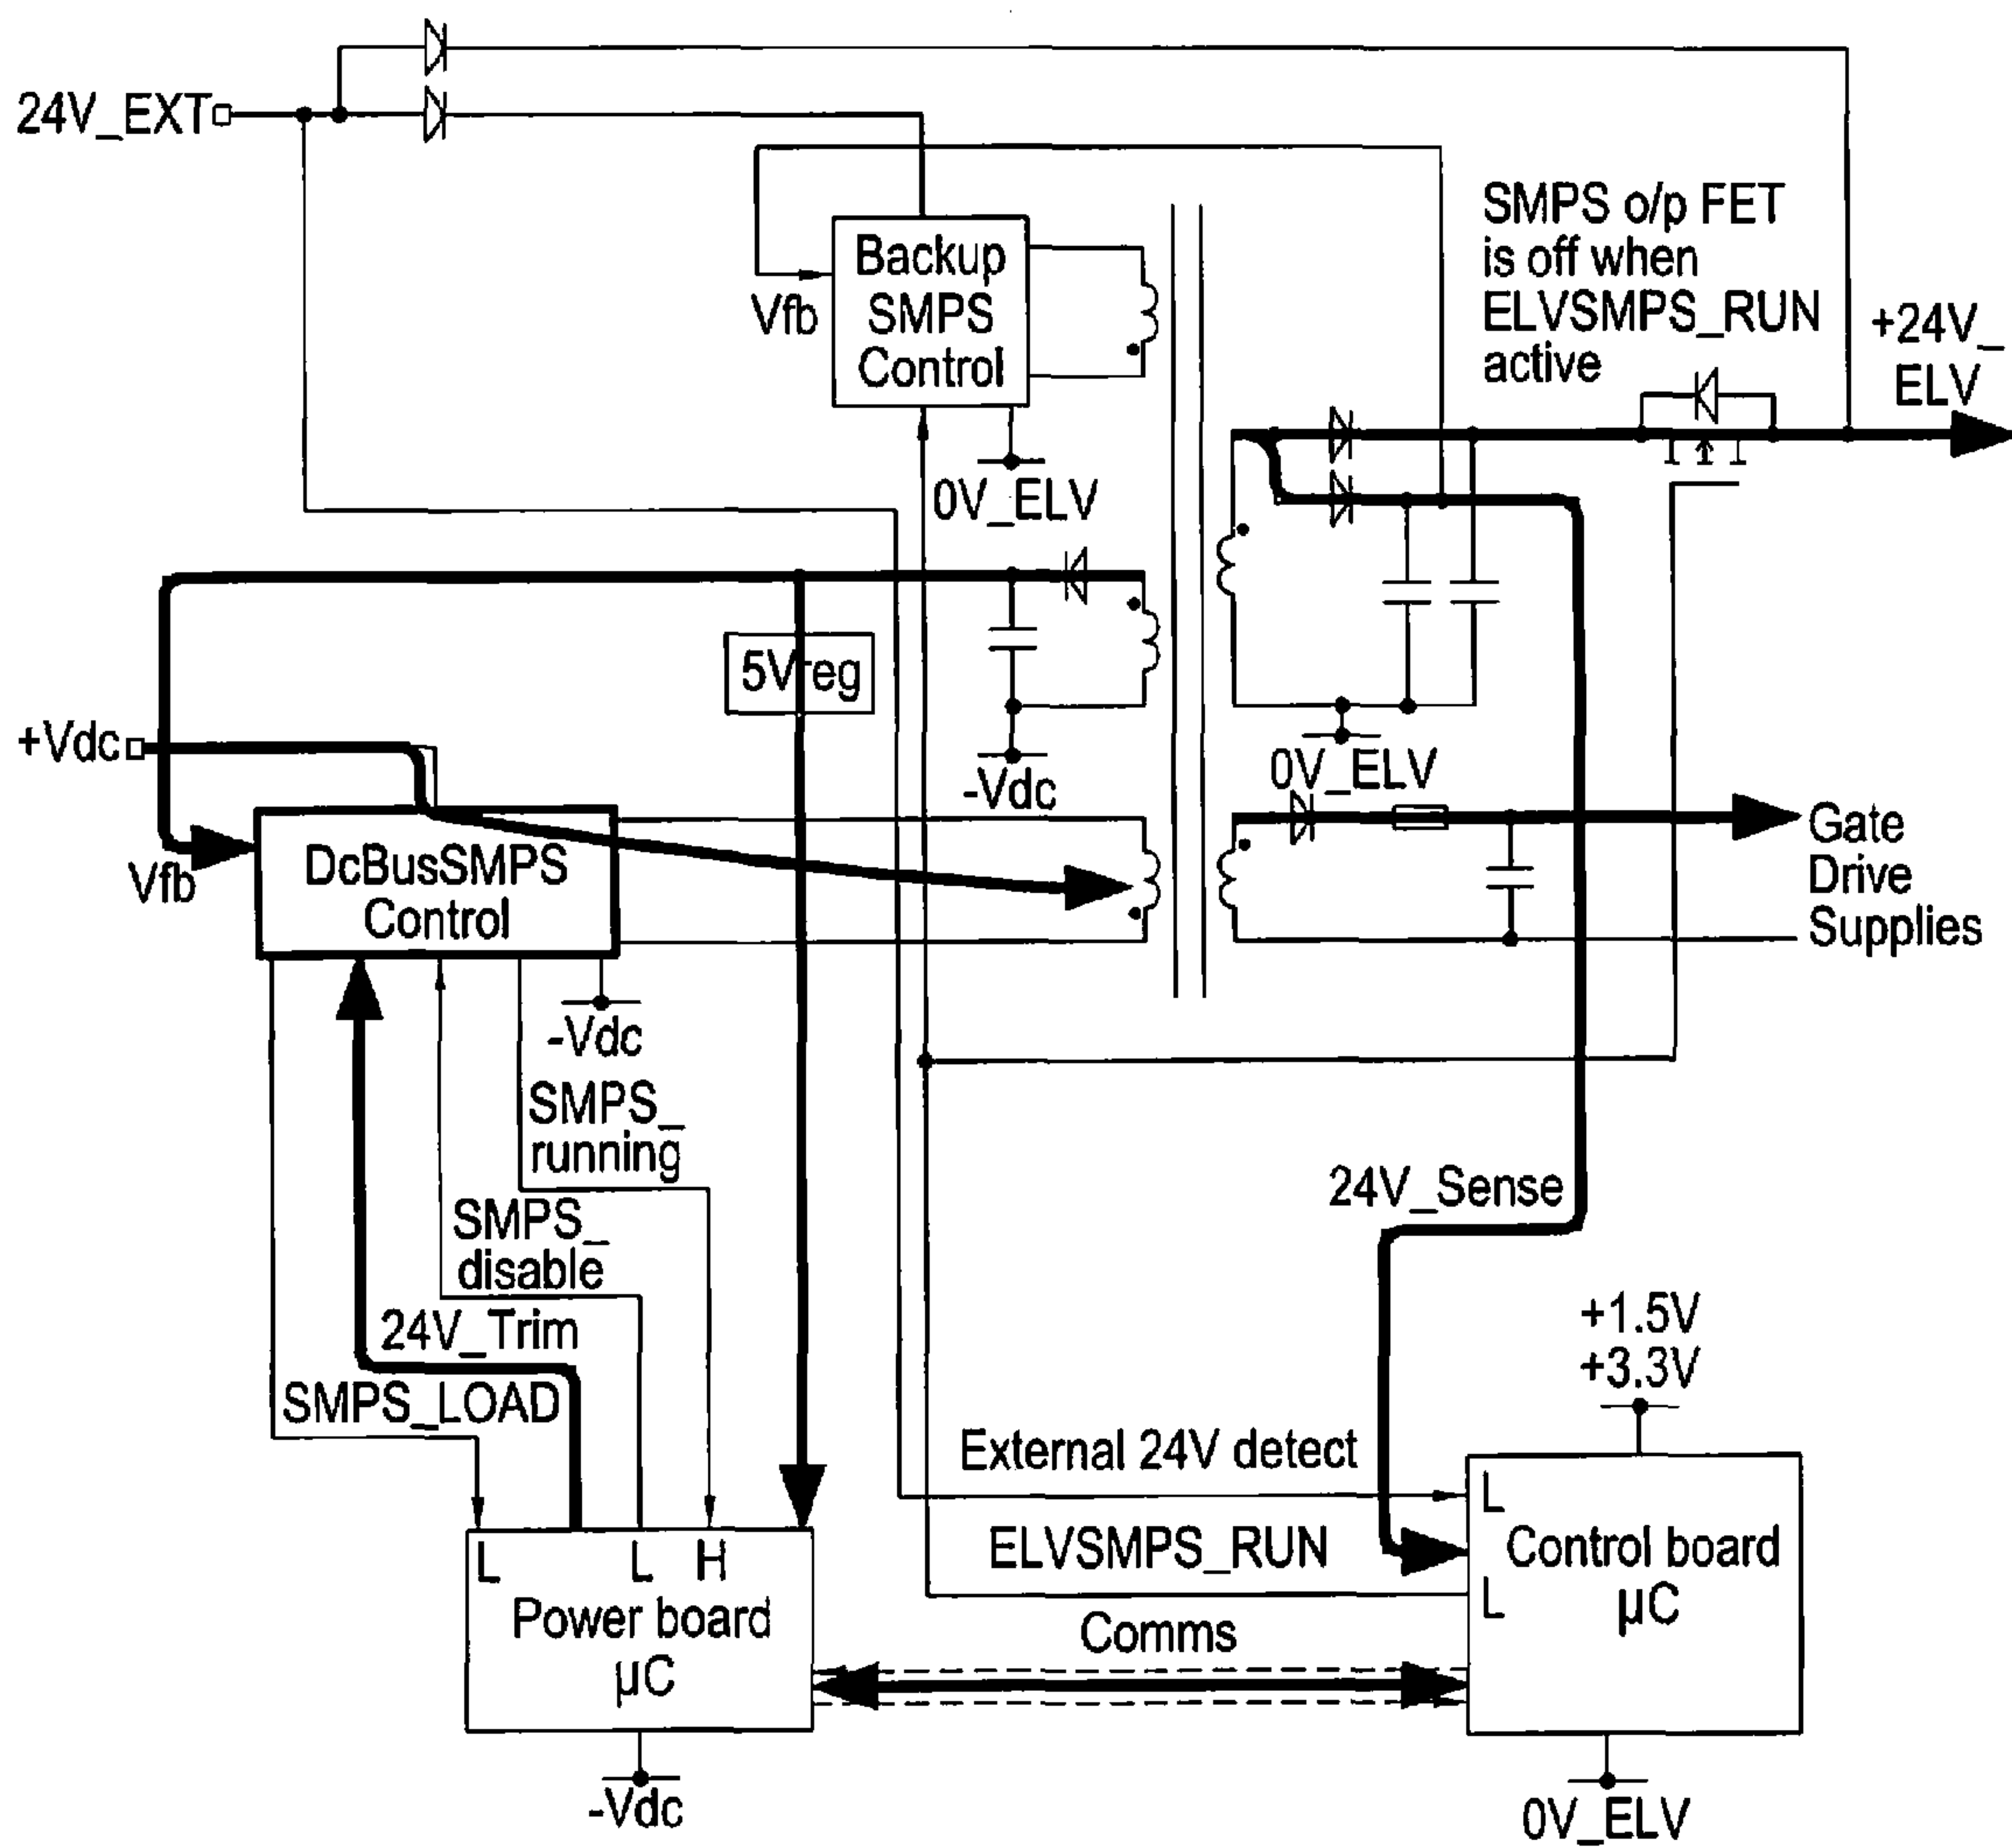 24V_EXT
Backup
SMPS
Control
Vfb
0V_ELV
SMPS o/p FET
is off when
ELVSMPS_RUN
active
+24V_
ELV
5Vreg
-Vdc
0V_ELV
+Vdc
Vfb
DcBusSMPS
Control
-Vdc
Gate
Drive
Supplies
SMPS_
running
SMPS_
disable
24V_Trim
SMPS_LOAD
24V_Sense
+1.5V
+3.3V
External 24V detect
ELVSMPS_RUN
Comms
L
L
H
Power board
µC
-Vdc
L
Control board
L
µC
0V_ELV